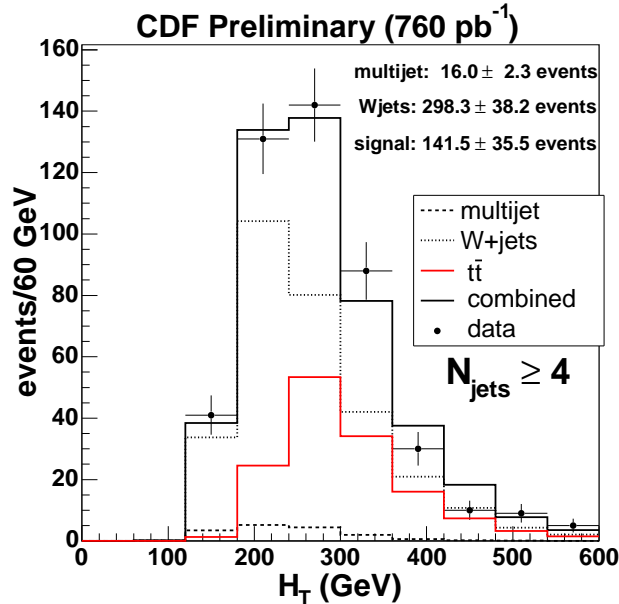 CDF Preliminary (760 pb⁻¹)
multijet: 16.0 ± 2.3 events
Wjets: 298.3 ± 38.2 events
signal: 141.5 ± 35.5 events
multijet
W+jets
tt̄
combined
data
N_jets ≥ 4
events/60 GeV
160
140
120
100
80
60
40
20
0
0 100 200 300 400 500 600
H_T (GeV)